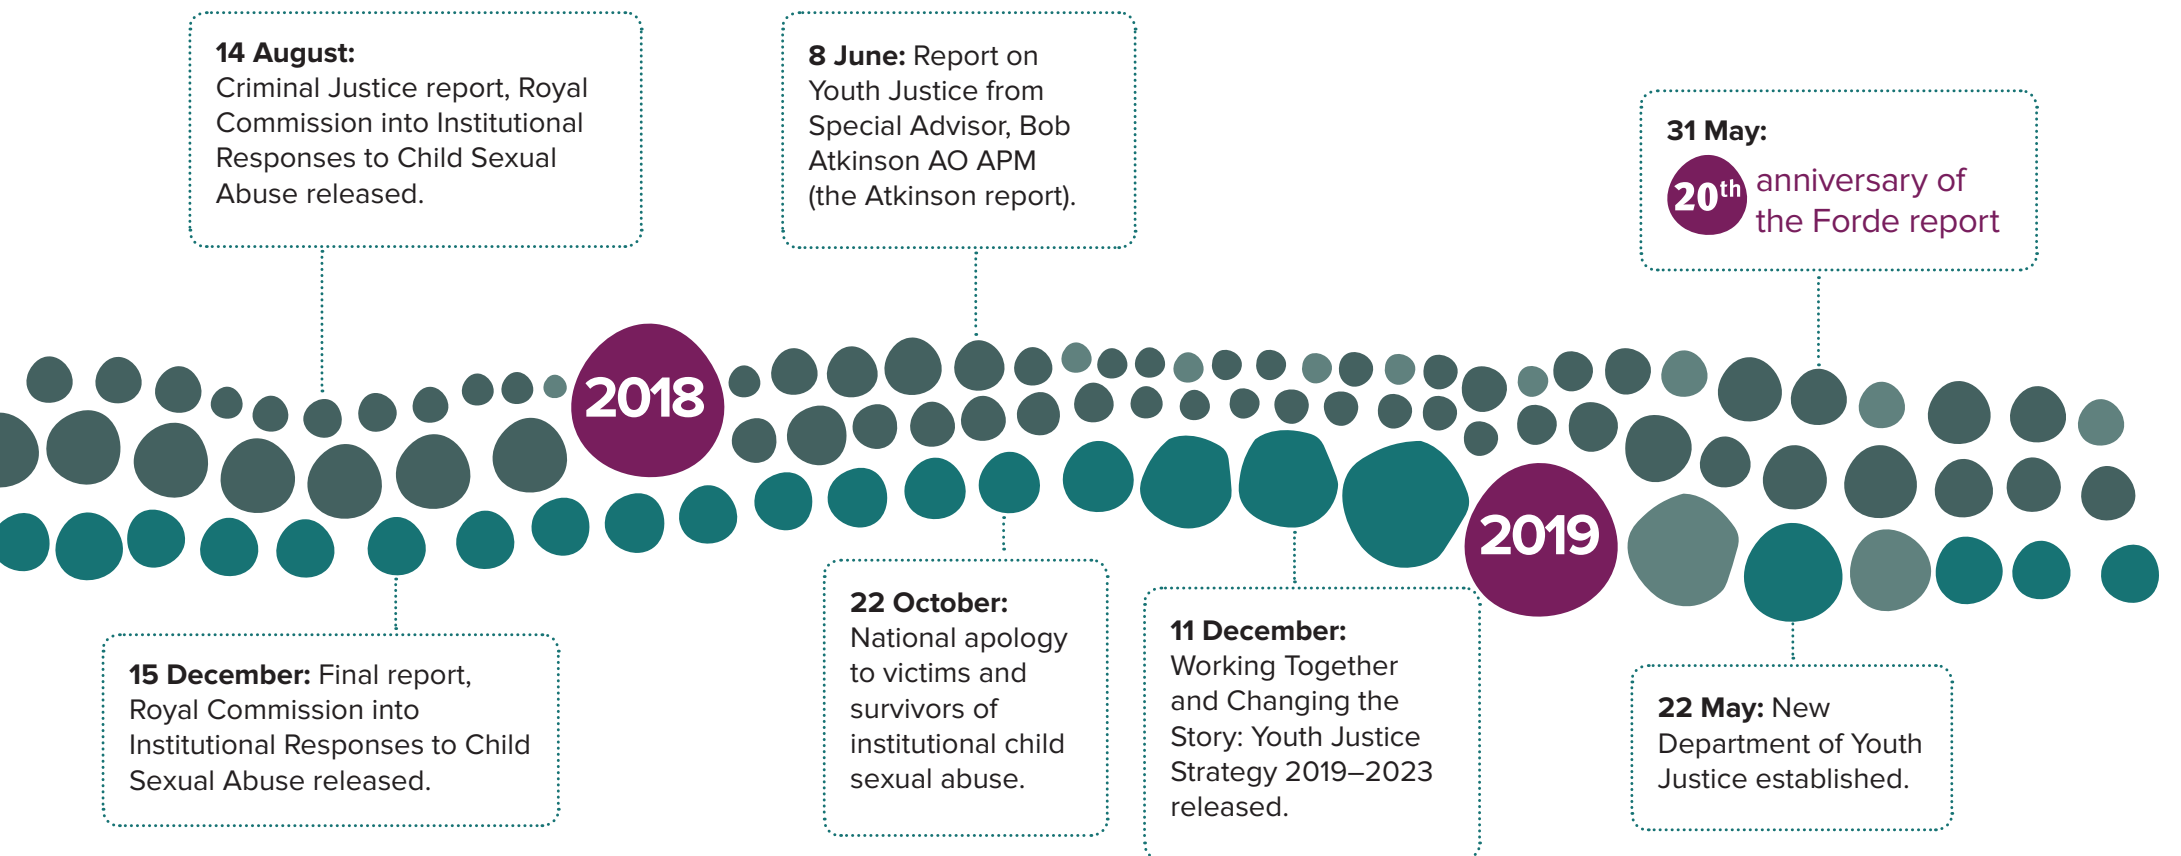 14 August:
Criminal Justice report, Royal
Commission into Institutional
Responses to Child Sexual
Abuse released.
15 December: Final report,
Royal Commission into
Institutional Responses to Child
Sexual Abuse released.
2018
8 June: Report on
Youth Justice from
Special Advisor, Bob
Atkinson AO APM
(the Atkinson report).
22 October:
National apology
to victims and
survivors of
institutional child
sexual abuse.
11 December:
Working Together
and Changing the
Story: Youth Justice
Strategy 2019–2023
released.
2019
22 May: New
Department of Youth
Justice established.
31 May:
20th anniversary of
the Forde report